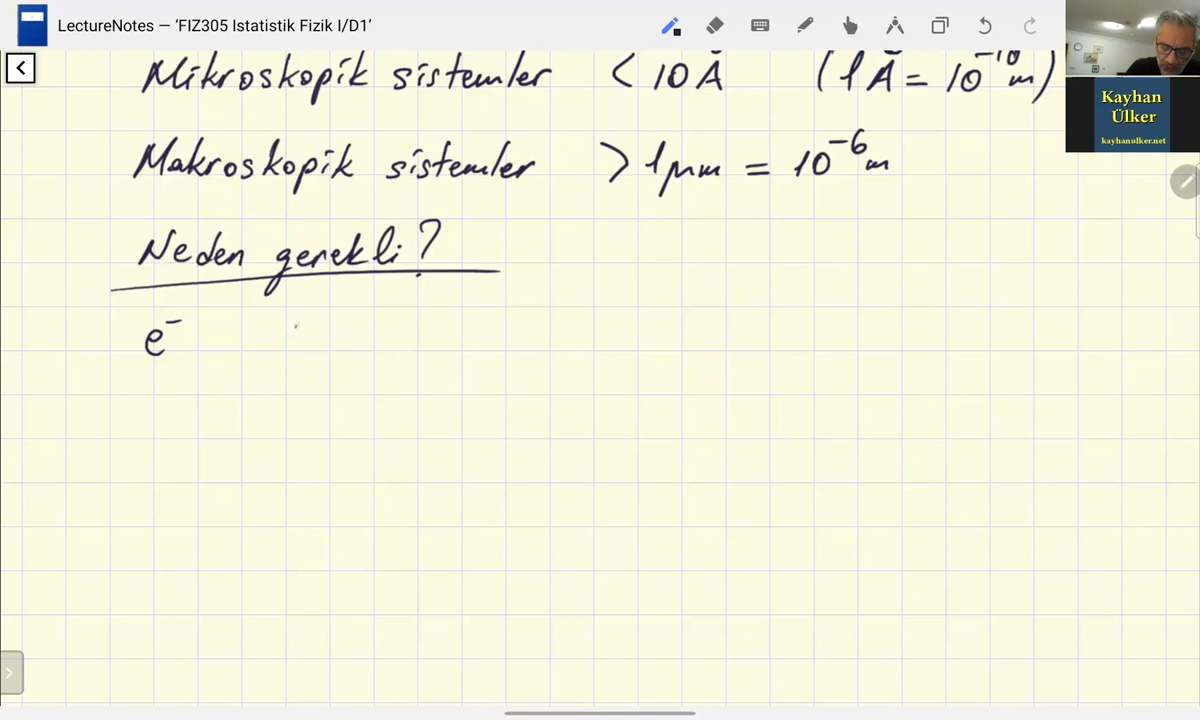 LectureNotes — ‘FIZ305 Istatistik Fizik I/D1’
Mikroskopik sistemler < 10 Å (1 Å = 10⁻¹⁰ m)
Kayhan
Ülker
kayhanulker.net
Makroskopik sistemler > 1 μm = 10⁻⁶ m
Neden gerekli?
e⁻